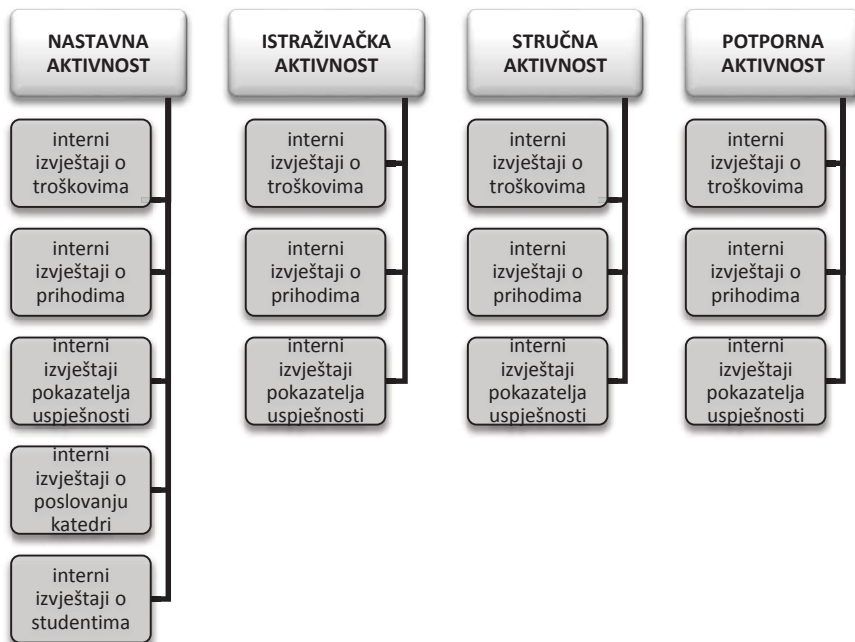 NASTAVNA
AKTIVNOST
interni
izvještaji o
troškovima
interni
izvještaji o
prihodima
interni
izvještaji
pokazatelja
uspješnosti
interni
izvještaji o
poslovanju
katedri
interni
izvještaji o
studentima
ISTRAŽIVAČKA
AKTIVNOST
interni
izvještaji o
troškovima
interni
izvještaji o
prihodima
interni
izvještaji
pokazatelja
uspješnosti
STRUČNA
AKTIVNOST
interni
izvještaji o
troškovima
interni
izvještaji o
prihodima
interni
izvještaji
pokazatelja
uspješnosti
POTPORNA
AKTIVNOST
interni
izvještaji o
troškovima
interni
izvještaji o
prihodima
interni
izvještaji
pokazatelja
uspješnosti